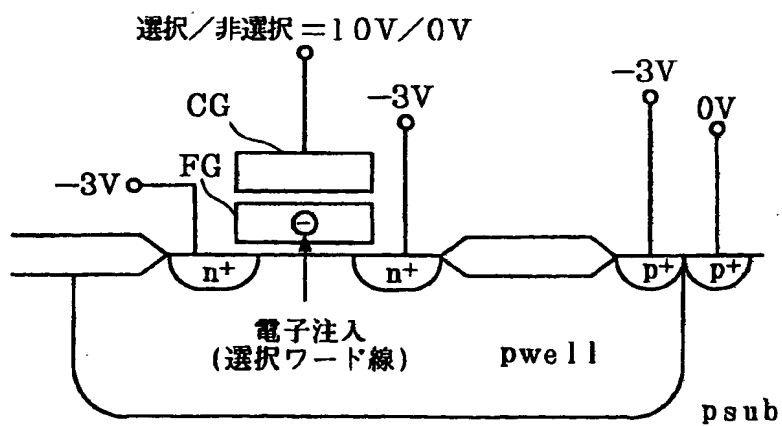 選択/非選択=10V/0V
-3V
-3V
0V
CG
FG
-3V
n+
n+
p+
p+
電子注入
(選択ワード線)
pwell
psub